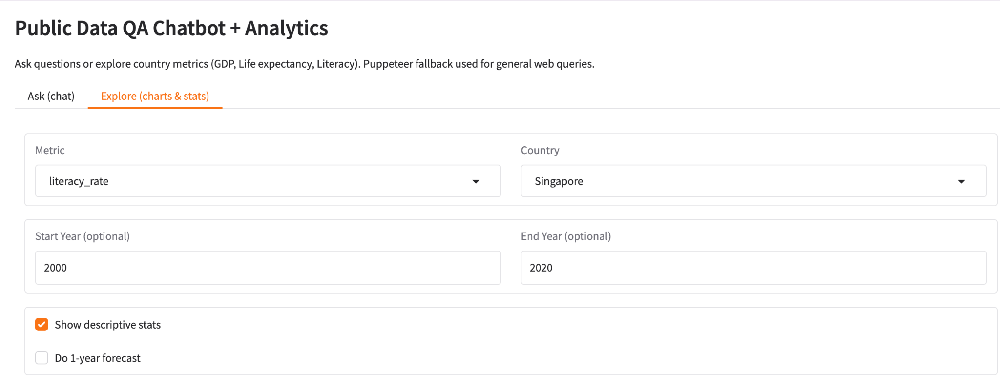 Public Data QA Chatbot + Analytics
Ask questions or explore country metrics (GDP, Life expectancy, Literacy). Puppeteer fallback used for general web queries.
Ask (chat) Explore (charts & stats)
Metric Country
literacy_rate Singapore
Start Year (optional) End Year (optional)
2000 2020
Show descriptive stats
Do 1-year forecast